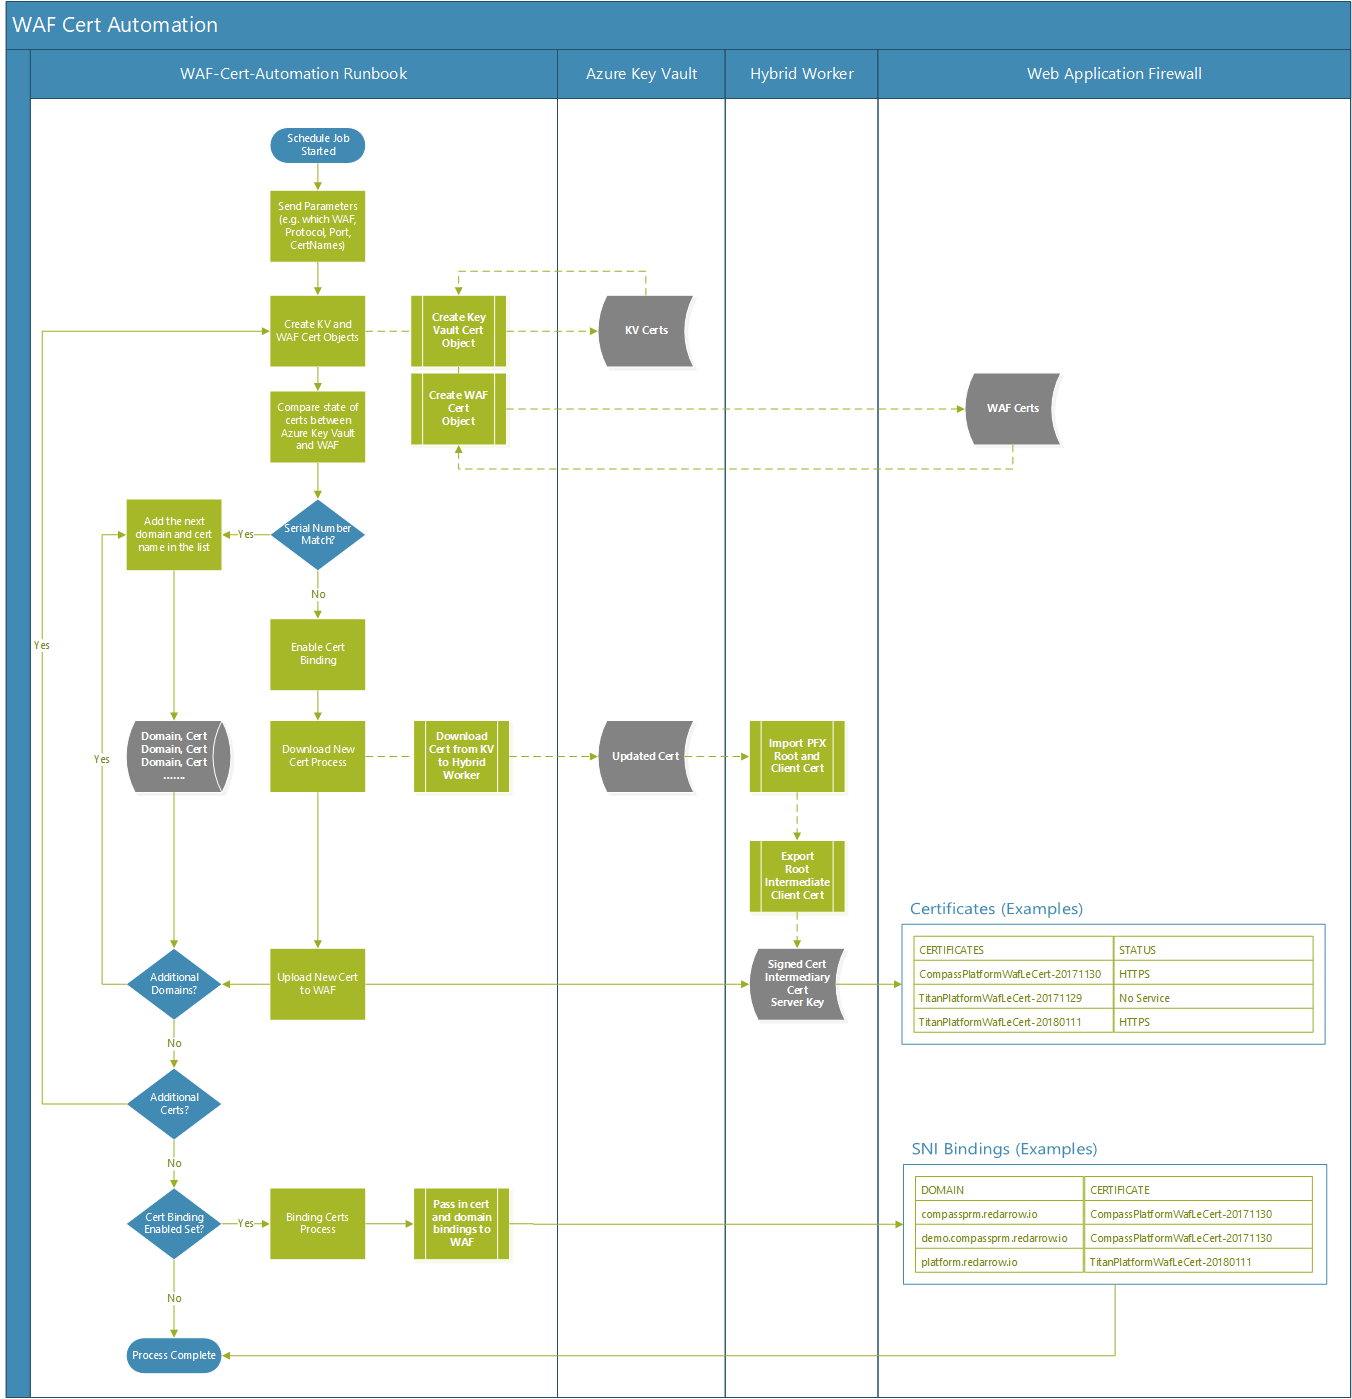 WAF Cert Automation
WAF-Cert-Automation Runbook
Azure Key Vault
Hybrid Worker
Web Application Firewall
Schedule Job
Started
Send Parameters
(e.g. which WAF,
Protocol, Port,
CertNames)
Create KV and
WAF Cert Objects
Create Key
Vault Cert
Object
KV Certs
Compare state of
certs between
Azure Key Vault
and WAF
Create WAF
Cert
Object
WAF Certs
Add the next
domain and cert
name in the list
Yes
Serial Number
Match?
No
Enable Cert
Binding
Yes
Domain, Cert
Domain, Cert
Domain, Cert
.......
Yes
Download New
Cert Process
Download
Cert from KV
to Hybrid
Worker
Updated Cert
Import PFX
Root and
Client Cert
Export
Root
Intermediate
Client Cert
Additional
Domains?
Upload New Cert
to WAF
Signed Cert
Intermediary
Cert
Server Key
Certificates (Examples)
CERTIFICATES STATUS
CompassPlatformWafLeCert-20171130 HTTPS
TitanPlatformWafLeCert-20171129 No Service
TitanPlatformWafLeCert-20180111 HTTPS
No
Additional
Certs?
No
Cert Binding
Enabled Set?
Yes
Binding Certs
Process
Pass in cert
and domain
bindings to
WAF
SNI Bindings (Examples)
DOMAIN CERTIFICATE
compassprm.redarrow.io CompassPlatformWafLeCert-20171130
demo.compassprm.redarrow.io CompassPlatformWafLeCert-20171130
platform.redarrow.io TitanPlatformWafLeCert-20180111
No
Process Complete